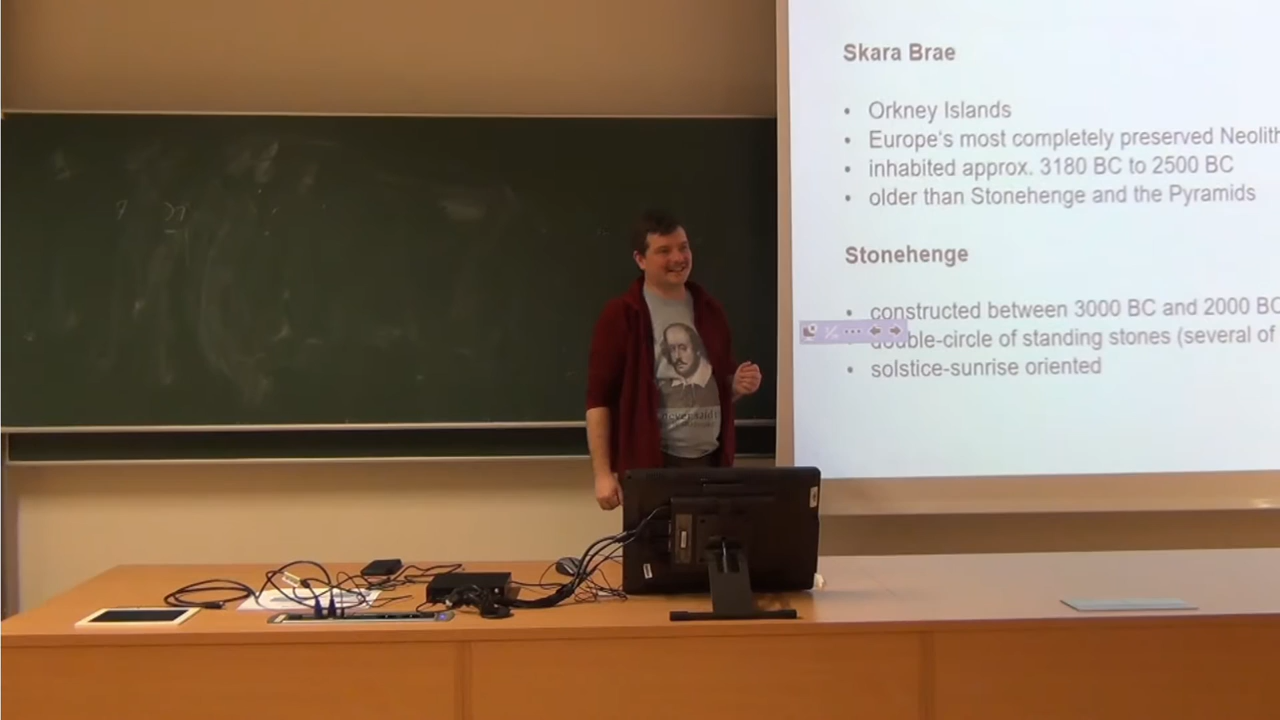 Skara Brae
• Orkney Islands
• Europe's most completely preserved Neolith
• inhabited approx. 3180 BC to 2500 BC
• older than Stonehenge and the Pyramids
Stonehenge
• constructed between 3000 BC and 2000 BC
double-circle of standing stones (several of
• solstice-sunrise oriented